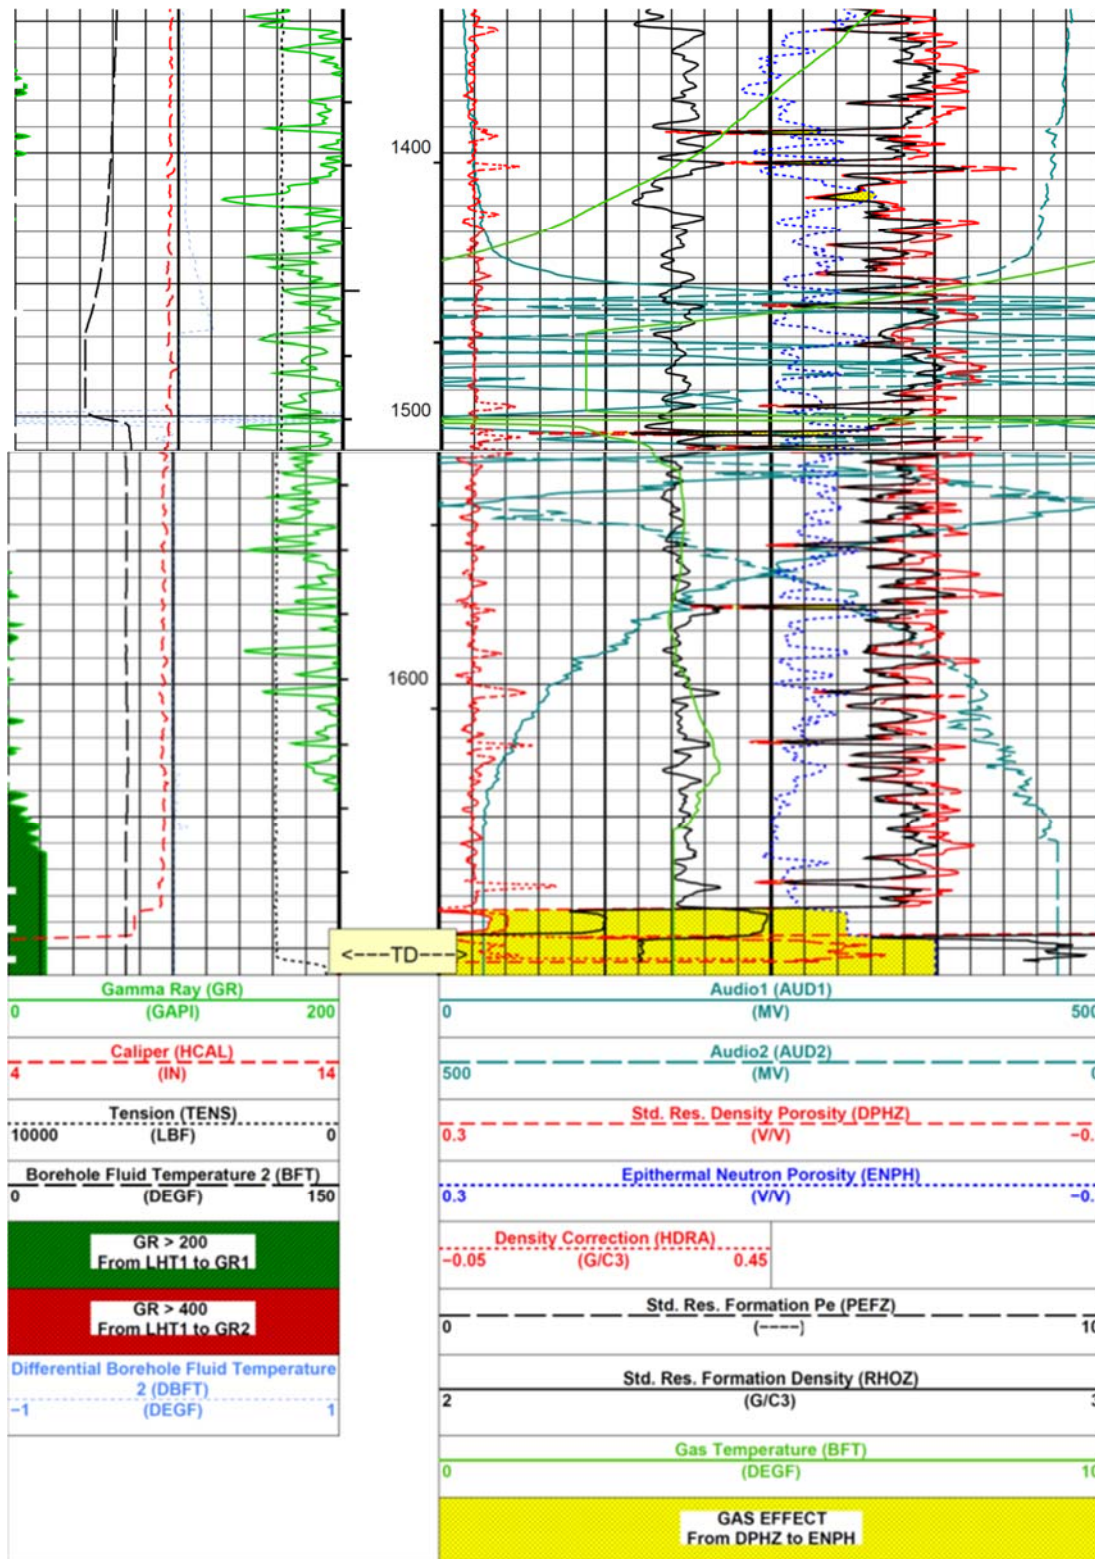 1400
1500
1600
<----TD---->
Gamma Ray (GR)
0 (GAPI) 200
Caliper (HCAL)
4 (IN) 14
Tension (TENS)
10000 (LBF) 0
Borehole Fluid Temperature 2 (BFT)
0 (DEGF) 150
GR > 200
From LHT1 to GR1
GR > 400
From LHT1 to GR2
Differential Borehole Fluid Temperature
2 (DBFT)
−1 (DEGF) 1
Audio1 (AUD1)
0 (MV) 500
Audio2 (AUD2)
500 (MV)
Std. Res. Density Porosity (DPHZ)
0.3 (V/V) −0.
Epithermal Neutron Porosity (ENPH)
0.3 (V/V) −0.
Density Correction (HDRA)
−0.05 (G/C3) 0.45
Std. Res. Formation Pe (PEFZ)
0 (----) 10
Std. Res. Formation Density (RHOZ)
2 (G/C3)
Gas Temperature (BFT)
0 (DEGF) 10
GAS EFFECT
From DPHZ to ENPH